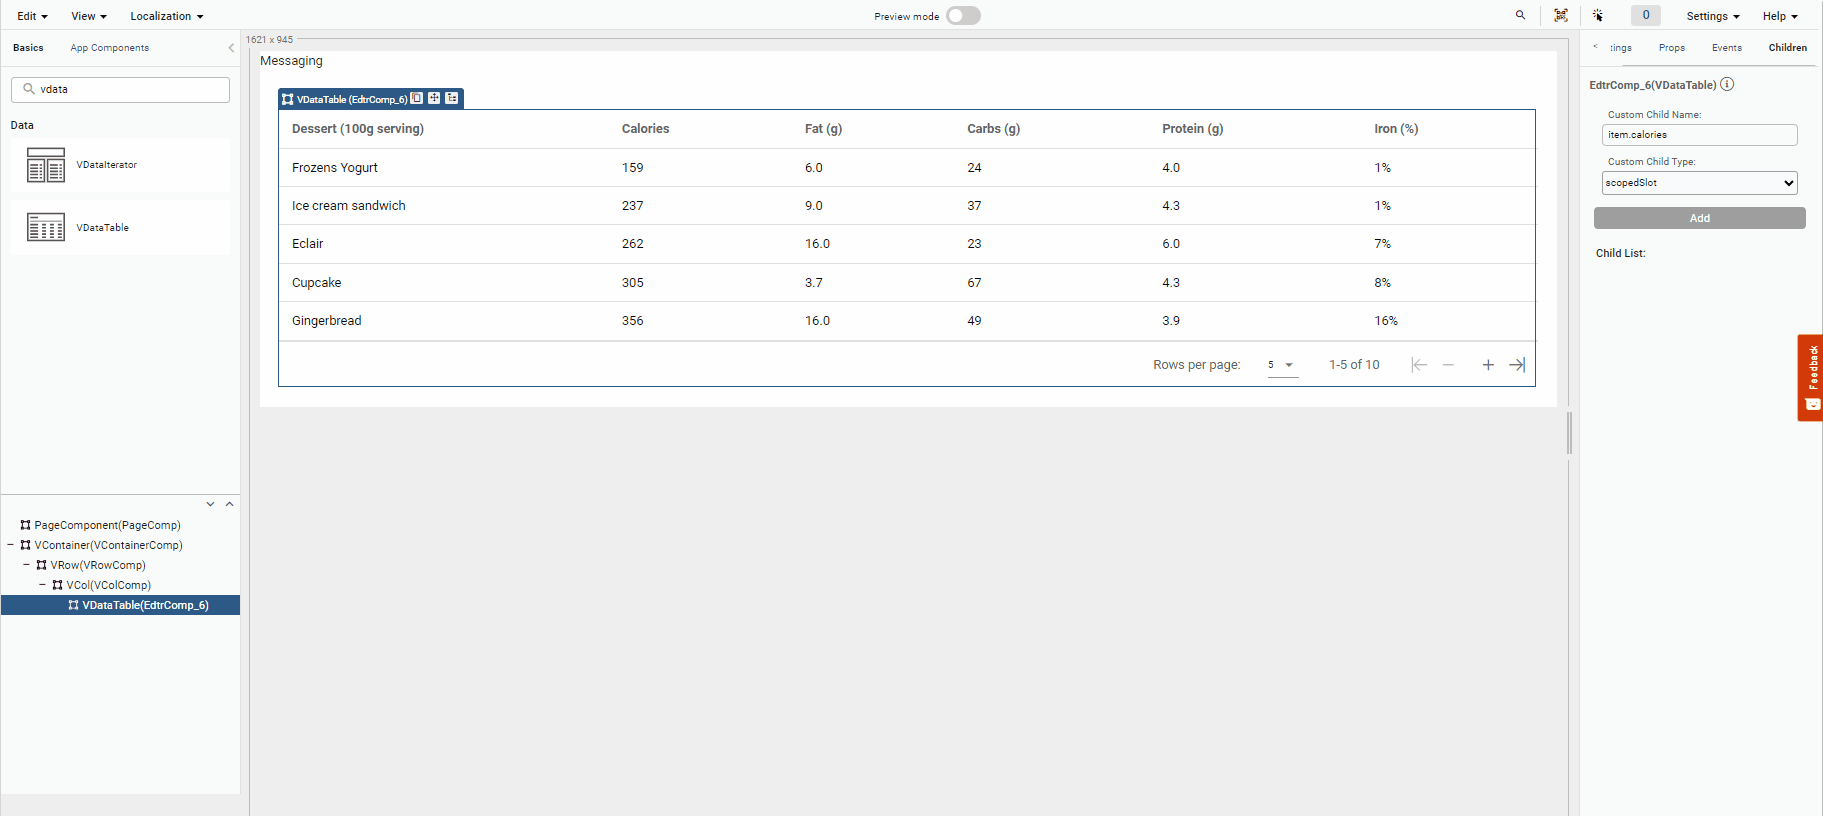 Edit View Localization Preview mode 0 Settings Help
Basics App Components
vdata
Data
VDataIterator
VDataTable
PageComponent(PageComp)
VContainer(VContainerComp)
VRow(VRowComp)
VCol(VColComp)
VDataTable(EdtrComp_6)
1621 x 945
Messaging
VDataTable (EdtrComp_6)
Dessert (100g serving) Calories Fat (g) Carbs (g) Protein (g) Iron (%)
Frozens Yogurt 159 6.0 24 4.0 1%
Ice cream sandwich 237 9.0 37 4.3 1%
Eclair 262 16.0 23 6.0 7%
Cupcake 305 3.7 67 4.3 8%
Gingerbread 356 16.0 49 3.9 16%
Rows per page: 5 1-5 of 10
tings Props Events Children
EdtrComp_6(VDataTable)
Custom Child Name:
item.calories
Custom Child Type:
scopedSlot
Add
Child List:
Feedback